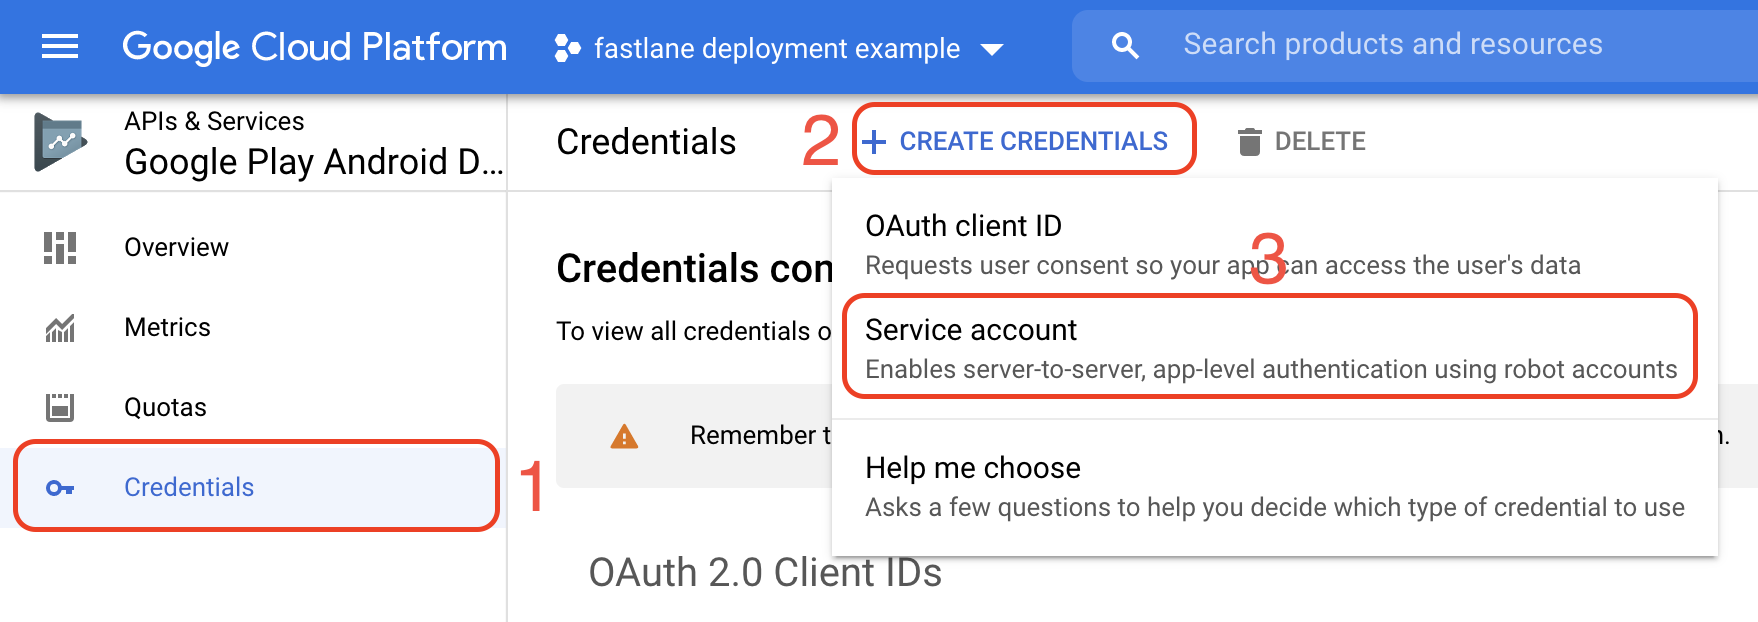 Google Cloud Platform
fastlane deployment example
Search products and resources
APIs & Services
Google Play Android D...
Overview
Metrics
Quotas
Credentials
1
Credentials
2
CREATE CREDENTIALS
DELETE
OAuth client ID
Requests user consent so your app can access the user's data
3
Service account
Enables server-to-server, app-level authentication using robot accounts
Help me choose
Asks a few questions to help you decide which type of credential to use
Credentials
To view all credentials
Remember
OAuth 2.0 Client IDs